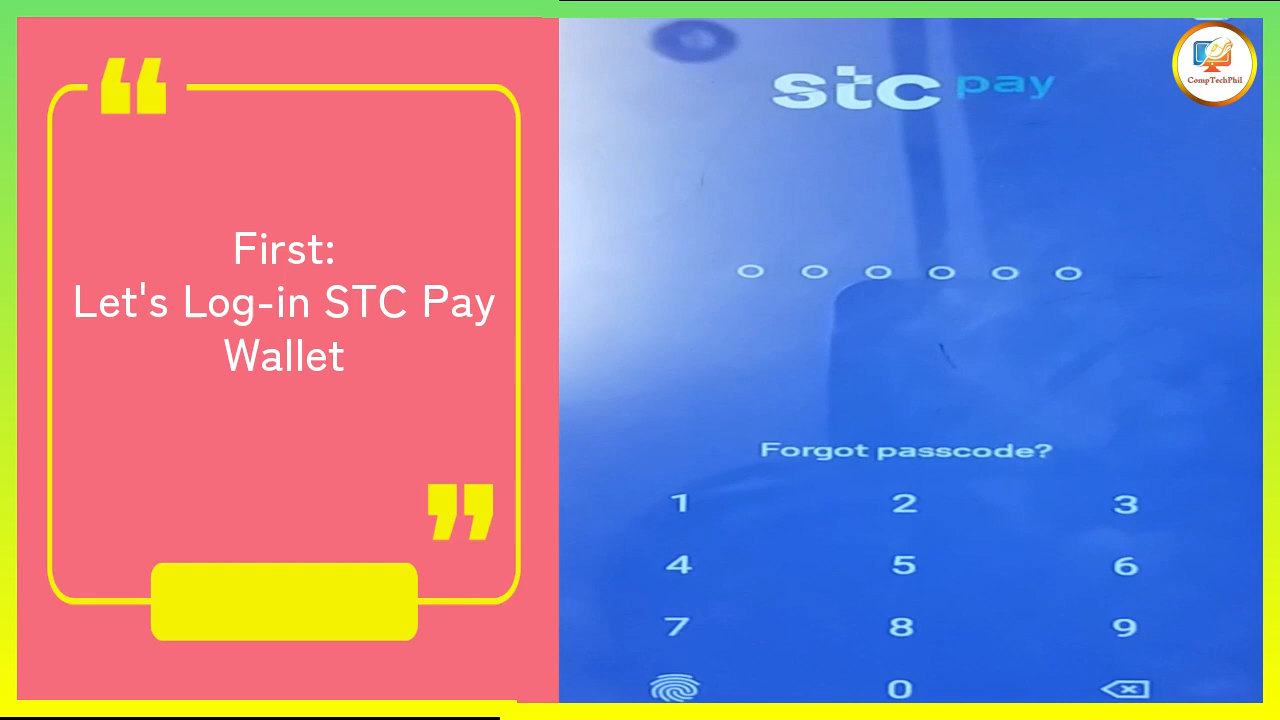 First:
Let's Log-in STC Pay
Wallet
stc pay
CompTechPhil
Forgot passcode?
1 2 3
4 5 6
7 8 9
0